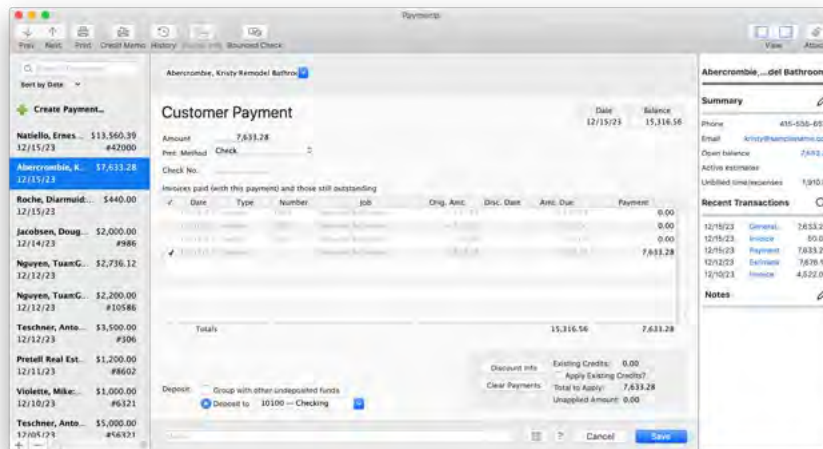 Payments
Prev Next Print Credit Memo History Bounced Check View
Sort by Date
Create Payment...
Natiello, Ernes... $13,560.39
12/15/23 #42000
Abercrombie, K... $7,633.28
12/15/23
Roche, Diarmuid:... $440.00
12/15/23
Jacobsen, Doug... $2,000.00
12/14/23 #986
Nguyen, Tuan:G... $2,736.12
12/12/23
Nguyen, Tuan:G... $2,200.00
12/12/23 #10586
Teschner, Anto... $3,500.00
12/12/23 #306
Pretell Real Est... $1,200.00
12/11/23 #8602
Violette, Mike:... $1,000.00
12/10/23 #6321
Teschner, Anto... $5,000.00
12/05/23 #56321
Abercrombie, Kristy:Remodel Bathroo
Customer Payment
Date Balance
12/15/23 15,316.56
Amount 7,633.28
Pmt. Method Check
Check No.
Invoices paid (with this payment) and those still outstanding
✓ Date Type Number Job Orig. Amt. Disc. Date Amt. Due Payment
0.00
0.00
0.00
✓ 7,633.28
Totals 15,316.56 7,633.28
Discount Info
Clear Payments
Existing Credits: 0.00
Apply Existing Credits?
Total to Apply: 7,633.28
Unapplied Amount: 0.00
Deposit: Group with other undeposited funds
Deposit to 10100 — Checking
? Cancel Save
Abercrombie,...del Bathroom
Summary
Phone
Email
Open balance
Active estimates
Unbilled time/expenses
Recent Transactions
12/15/23 General...
12/15/23 Invoice
12/15/23 Payment
12/12/23 Estimate
12/10/23 Invoice
Notes